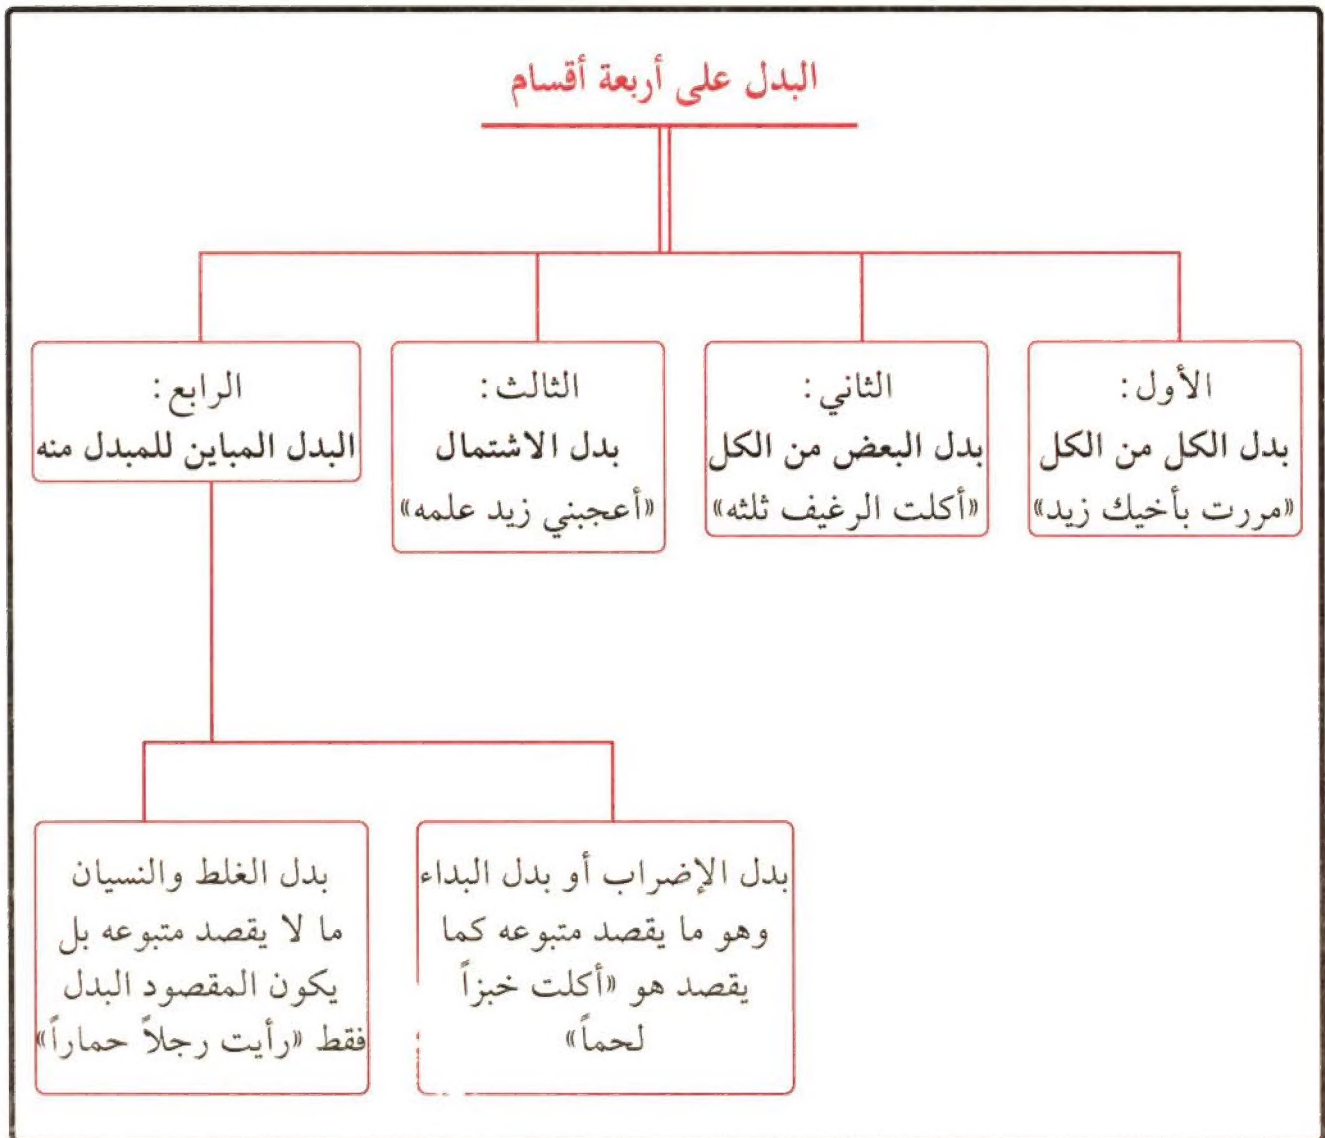 البدل على أربعة أقسام
الأول:
بدل الكل من الكل
«مررت بأخيك زيد»
الثاني:
بدل البعض من الكل
«أكلت الرغيف ثلثه»
الثالث:
بدل الاشتمال
«أعجبني زيد علمه»
الرابع:
البدل المباين للمبدل منه
بدل الإضراب أو بدل البداء
وهو ما يقصد متبوعه كما
يقصد هو «أكلت خبزاً
لحماً»
بدل الغلط والنسيان
ما لا يقصد متبوعه بل
يكون المقصود البدل
فقط «رأيت رجلاً حماراً»